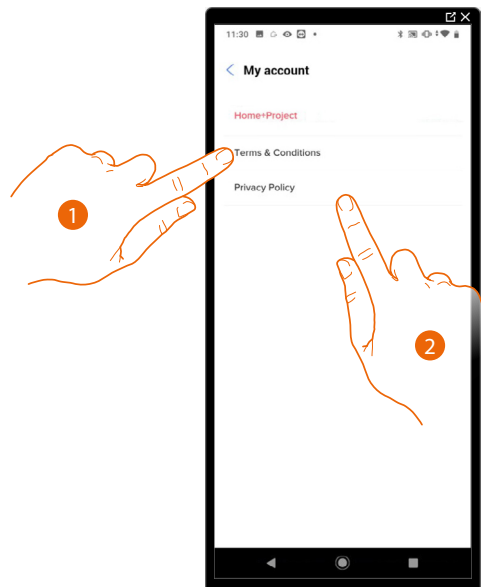 11:30
My account
Home+Project
Terms & Conditions
Privacy Policy
1
2